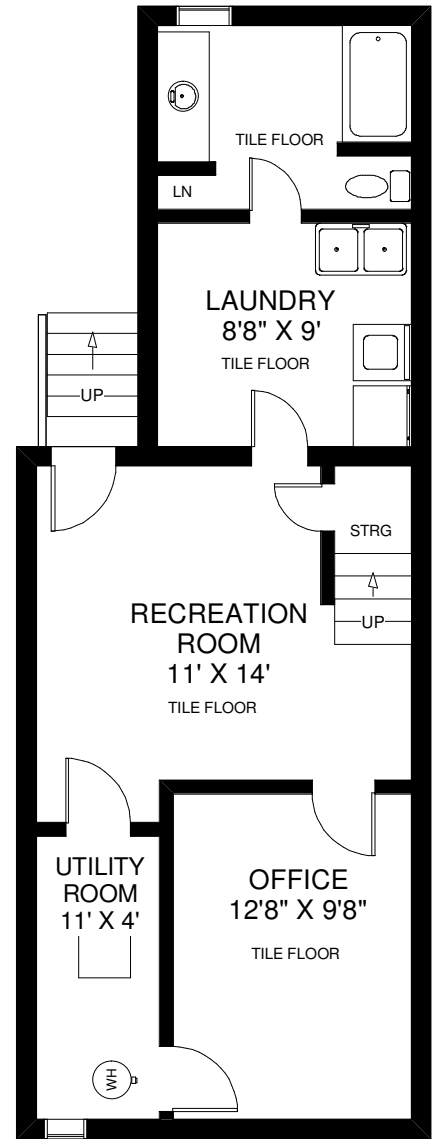 TILE FLOOR
LN
LAUNDRY
8'8" X 9'
TILE FLOOR
UP
STRG
UP
RECREATION
ROOM
11' X 14'
TILE FLOOR
UTILITY
ROOM
11' X 4'
OFFICE
12'8" X 9'8"
TILE FLOOR
WH